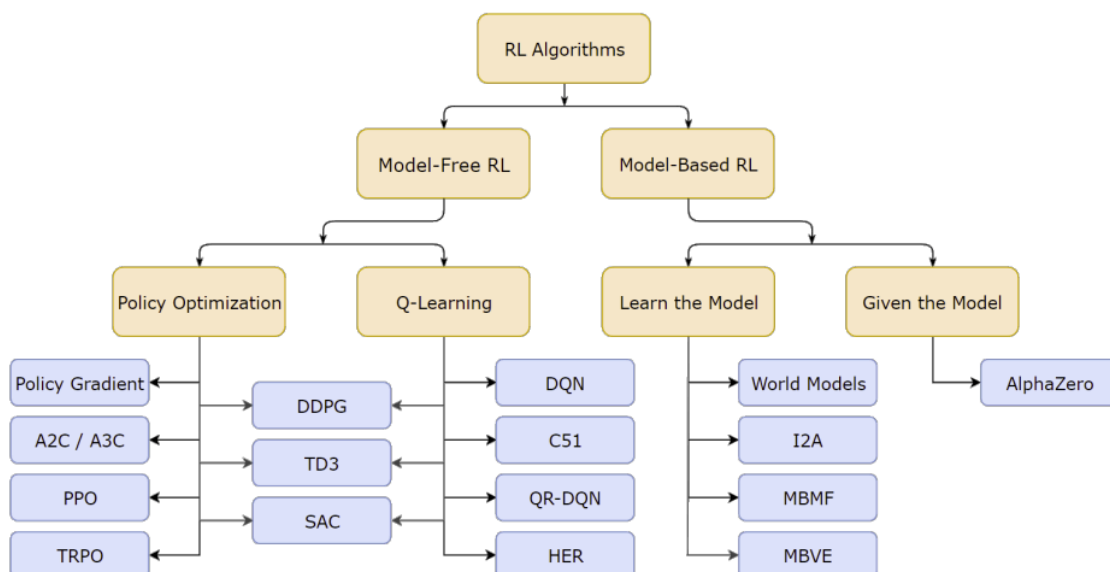 RL Algorithms
Model-Free RL
Model-Based RL
Policy Optimization
Q-Learning
Learn the Model
Given the Model
Policy Gradient
DDPG
DQN
World Models
AlphaZero
A2C / A3C
TD3
C51
I2A
PPO
SAC
QR-DQN
MBMF
TRPO
HER
MBVE